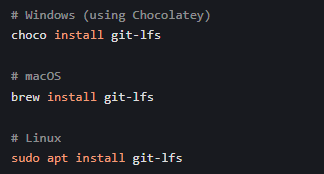 # Windows (using Chocolatey)
choco install git-lfs
# macOS
brew install git-lfs
# Linux
sudo apt install git-lfs